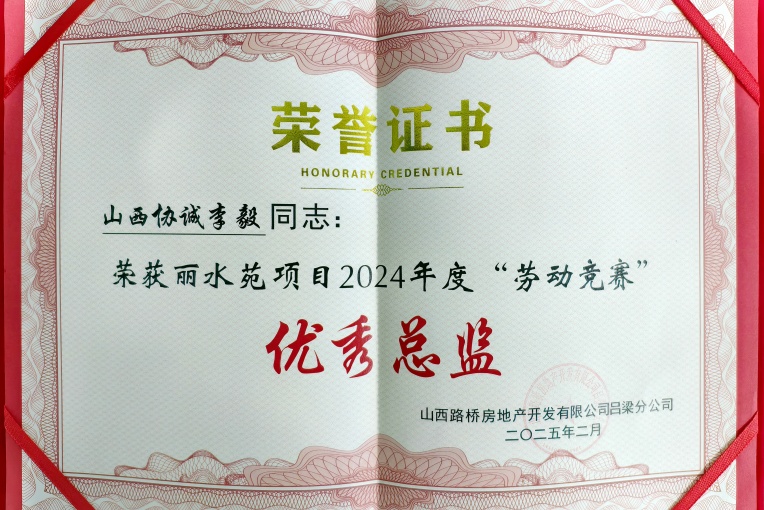 荣誉证书
HONORARY CREDENTIAL
山西协诚李毅同志：
荣获丽水苑项目2024年度“劳动竞赛”
优秀总监
山西路桥房地产开发有限公司吕梁分公司
二〇二五年二月